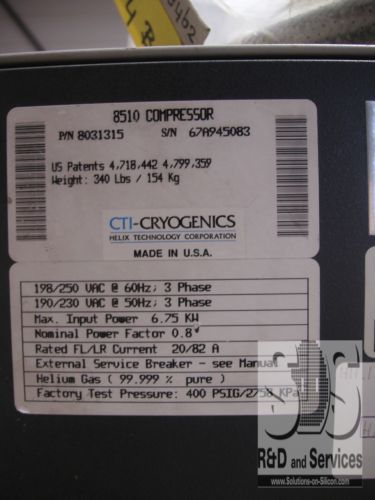 8510 COMPRESSOR
P/N 8031315 S/N 67A945083
US Patents 4,718,442 4,799,359
Weight: 340 Lbs / 154 Kg
CTI-CRYOGENICS
HELIX TECHNOLOGY CORPORATION
MADE IN U.S.A.
198/250 VAC @ 60Hz; 3 Phase
190/230 VAC @ 50Hz; 3 Phase
Max. Input Power 6.75 KW
Nominal Power Factor 0.8
Rated FL/LR Current 20/82 A
External Service Breaker - see Manual
Helium Gas ( 99.999 % pure )
Factory Test Pressure: 400 PSIG/2758 KPa
SOS
R&D and Services
www.Solutions-on-Silicon.com